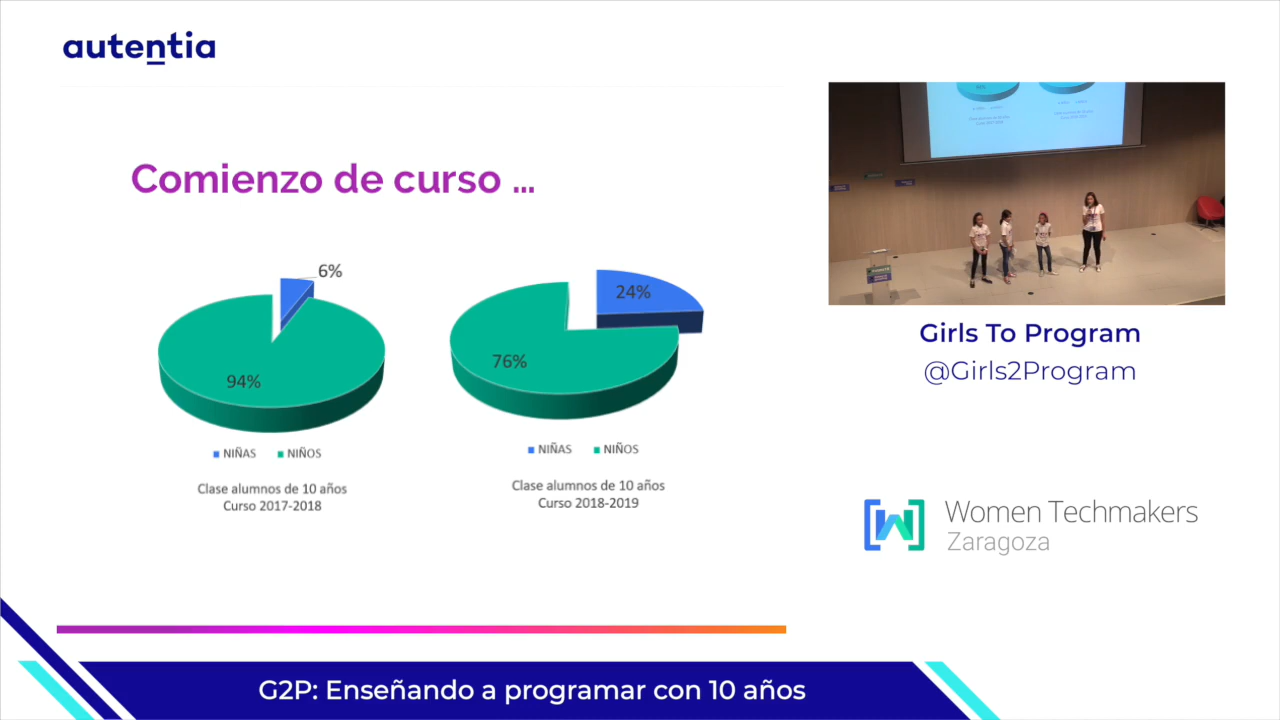 autentia
Comienzo de curso ...
6%
94%
NIÑAS NIÑOS
Clase alumnos de 10 años
Curso 2017-2018
24%
76%
NIÑAS NIÑOS
Clase alumnos de 10 años
Curso 2018-2019
Girls To Program
@Girls2Program
Women Techmakers
Zaragoza
G2P: Enseñando a programar con 10 años